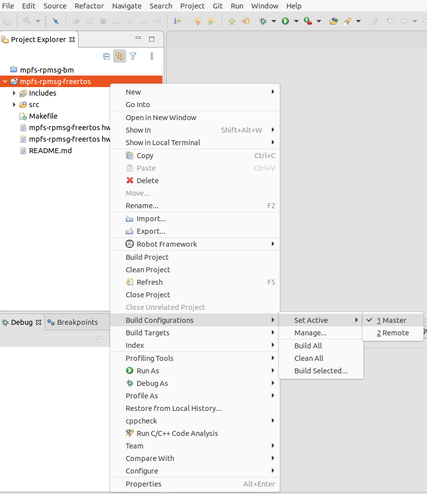 File Edit Source Refactor Navigate Search Project Git Run Window Help
Project Explorer
mpfs-rpmsg-bm
mpfs-rpmsg-freertos
Includes
src
Makefile
mpfs-rpmsg-freertos hw
mpfs-rpmsg-freertos hw
README.md
New
Go Into
Open in New Window
Show In Shift+Alt+W
Show in Local Terminal
Copy Ctrl+C
Paste Ctrl+V
Delete
Move...
Rename... F2
Import...
Export...
Robot Framework
Build Project
Clean Project
Refresh F5
Close Project
Close Unrelated Project
Build Configurations
Build Targets
Index
Profiling Tools
Run As
Debug As
Profile As
Restore from Local History...
cppcheck
Run C/C++ Code Analysis
Team
Compare With
Configure
Properties Alt+Enter
Set Active
Manage...
Build All
Clean All
Build Selected...
1 Master
2 Remote
Debug Breakpoints